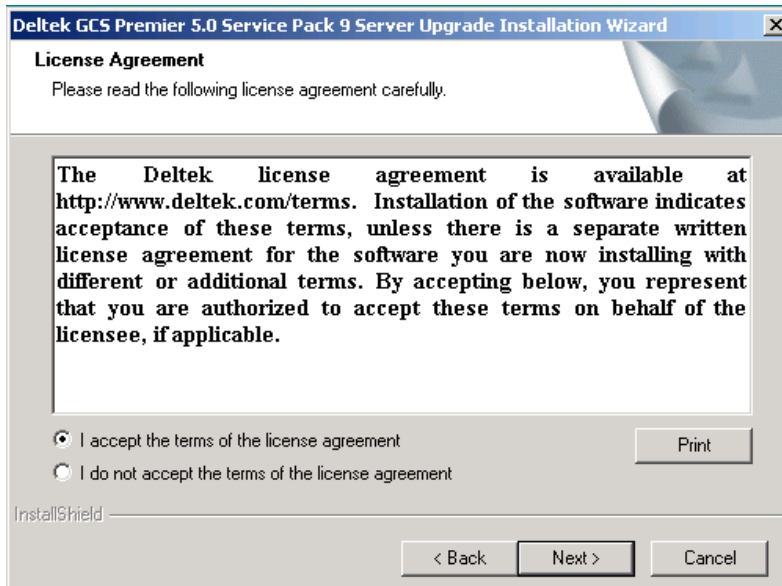 Deltek GCS Premier 5.0 Service Pack 9 Server Upgrade Installation Wizard
License Agreement
Please read the following license agreement carefully.
The Deltek license agreement is available at
http://www.deltek.com/terms. Installation of the software indicates
acceptance of these terms, unless there is a separate written
license agreement for the software you are now installing with
different or additional terms. By accepting below, you represent
that you are authorized to accept these terms on behalf of the
licensee, if applicable.
I accept the terms of the license agreement
Print
I do not accept the terms of the license agreement
InstallShield
< Back
Next >
Cancel